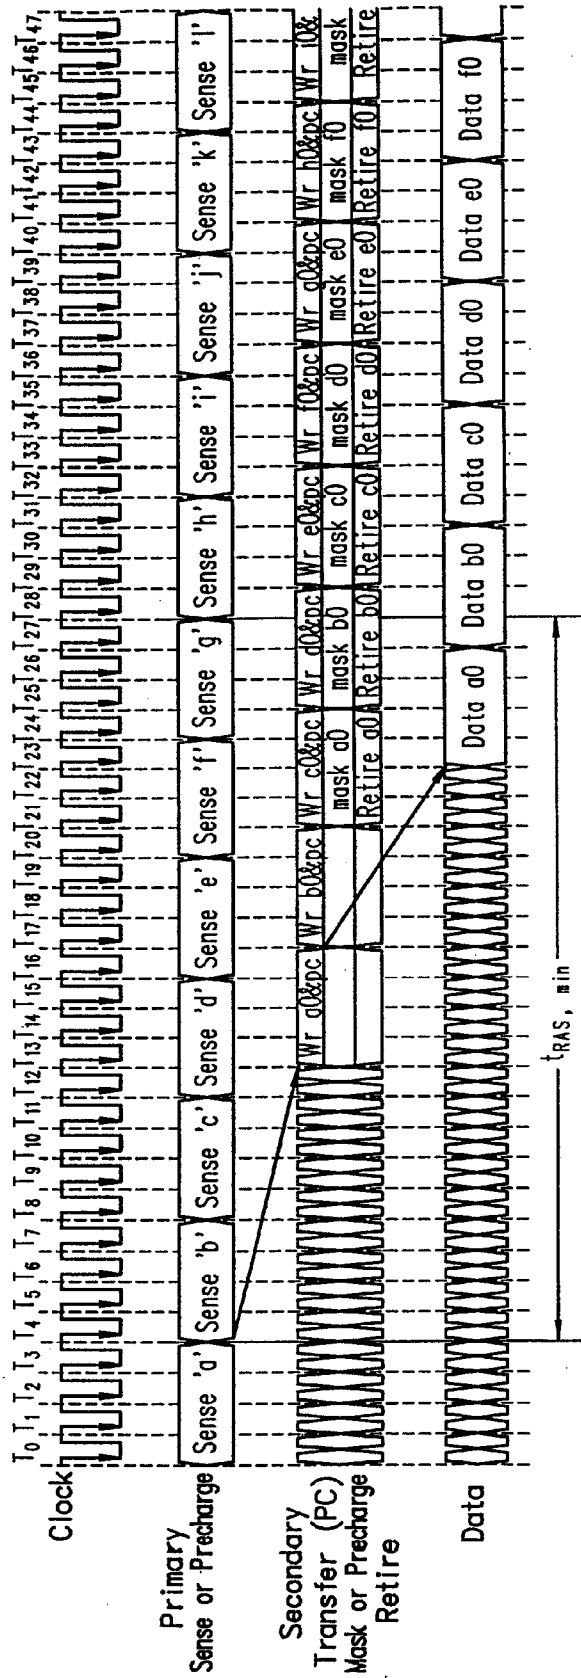 T0 T1 T2 T3 T4 T5 T6 T7 T8 T9 T10 T11 T12 T13 T14 T15 T16 T17 T18 T19 T20 T21 T22 T23 T24 T25 T26 T27 T28 T29 T30 T31 T32 T33 T34 T35 T36 T37 T38 T39 T40 T41 T42 T43 T44 T45 T46 T47
Clock
Primary
Sense or Precharge
Sense 'a' Sense 'b' Sense 'c' Sense 'd' Sense 'e' Sense 'f' Sense 'g' Sense 'h' Sense 'i' Sense 'j' Sense 'k' Sense 'l'
Secondary
Transfer (PC)
Mask or Precharge
Retire
Wr a0&pc Wr b0&pc Wr c0&pc Wr d0&pc Wr e0&pc Wr f0&pc Wr g0&pc Wr h0&pc Wr i0&
mask a0 mask b0 mask c0 mask d0 mask e0 mask f0 mask
Retire a0 Retire b0 Retire c0 Retire d0 Retire e0 Retire f0 Retire
Data
Data a0 Data b0 Data c0 Data d0 Data e0 Data f0
tRAS, min